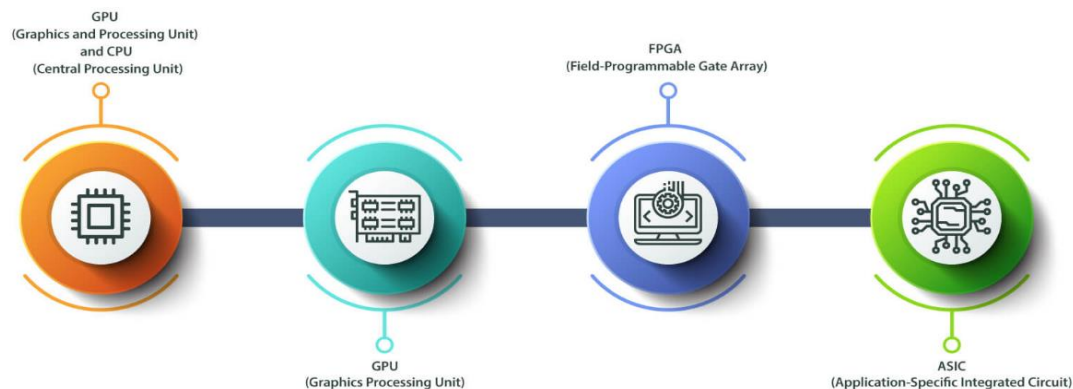 GPU
(Graphics and Processing Unit)
and CPU
(Central Processing Unit)
GPU
(Graphics Processing Unit)
FPGA
(Field-Programmable Gate Array)
ASIC
(Application-Specific Integrated Circuit)